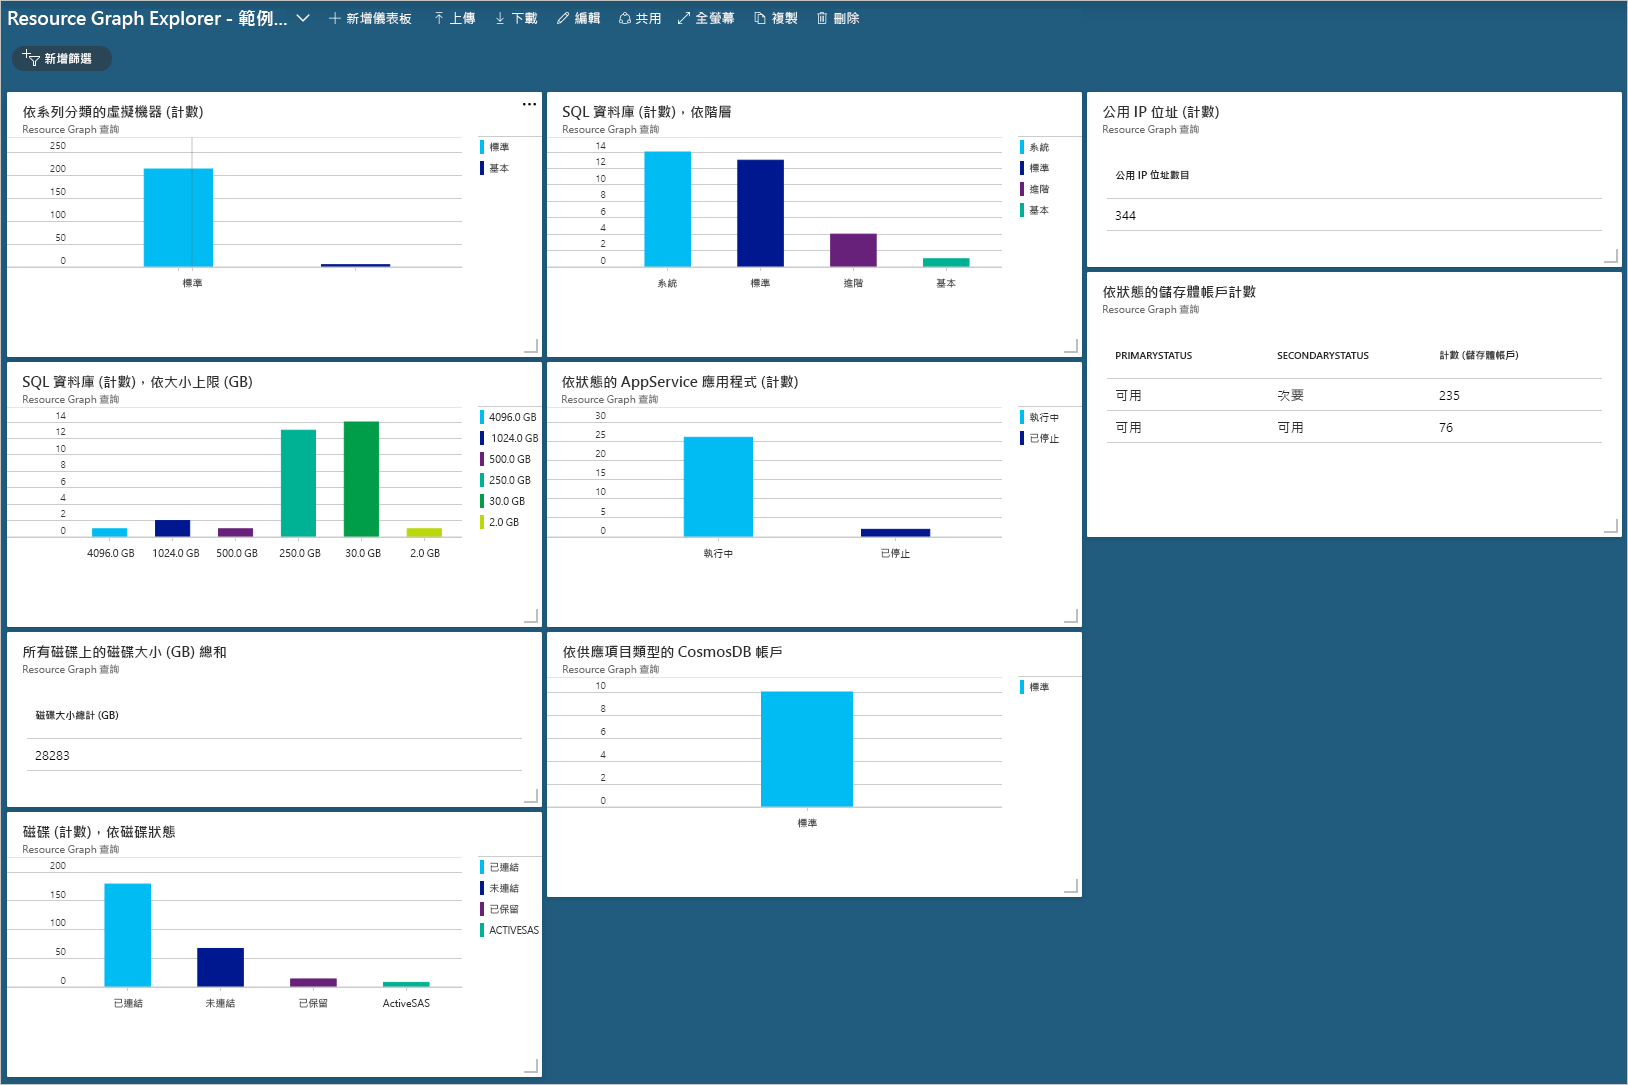 Resource Graph Explorer - 範例...
新增儀表板
上傳
下載
編輯
共用
全螢幕
複製
刪除
新增篩選
依系列分類的虛擬機器 (計數)
Resource Graph 查詢
250
200
150
100
50
0
標準
標準
基本
SQL 資料庫 (計數)，依階層
Resource Graph 查詢
14
12
10
8
6
4
2
0
系統
標準
進階
基本
系統
標準
進階
基本
公用 IP 位址 (計數)
Resource Graph 查詢
公用 IP 位址數目
344
依狀態的儲存體帳戶計數
Resource Graph 查詢
PRIMARYSTATUS SECONDARYSTATUS 計數 (儲存體帳戶)
可用 次要 235
可用 可用 76
SQL 資料庫 (計數)，依大小上限 (GB)
Resource Graph 查詢
14
12
10
8
6
4
2
0
4096.0 GB
1024.0 GB
500.0 GB
250.0 GB
30.0 GB
2.0 GB
4096.0 GB
1024.0 GB
500.0 GB
250.0 GB
30.0 GB
2.0 GB
依狀態的 AppService 應用程式 (計數)
Resource Graph 查詢
30
25
20
15
10
5
0
執行中
已停止
執行中
已停止
所有磁碟上的磁碟大小 (GB) 總和
Resource Graph 查詢
磁碟大小總計 (GB)
28283
依供應項目類型的 CosmosDB 帳戶
Resource Graph 查詢
10
8
6
4
2
0
標準
標準
磁碟 (計數)，依磁碟狀態
Resource Graph 查詢
200
150
100
50
0
已連結
未連結
已保留
ActiveSAS
已連結
未連結
已保留
ACTIVESAS